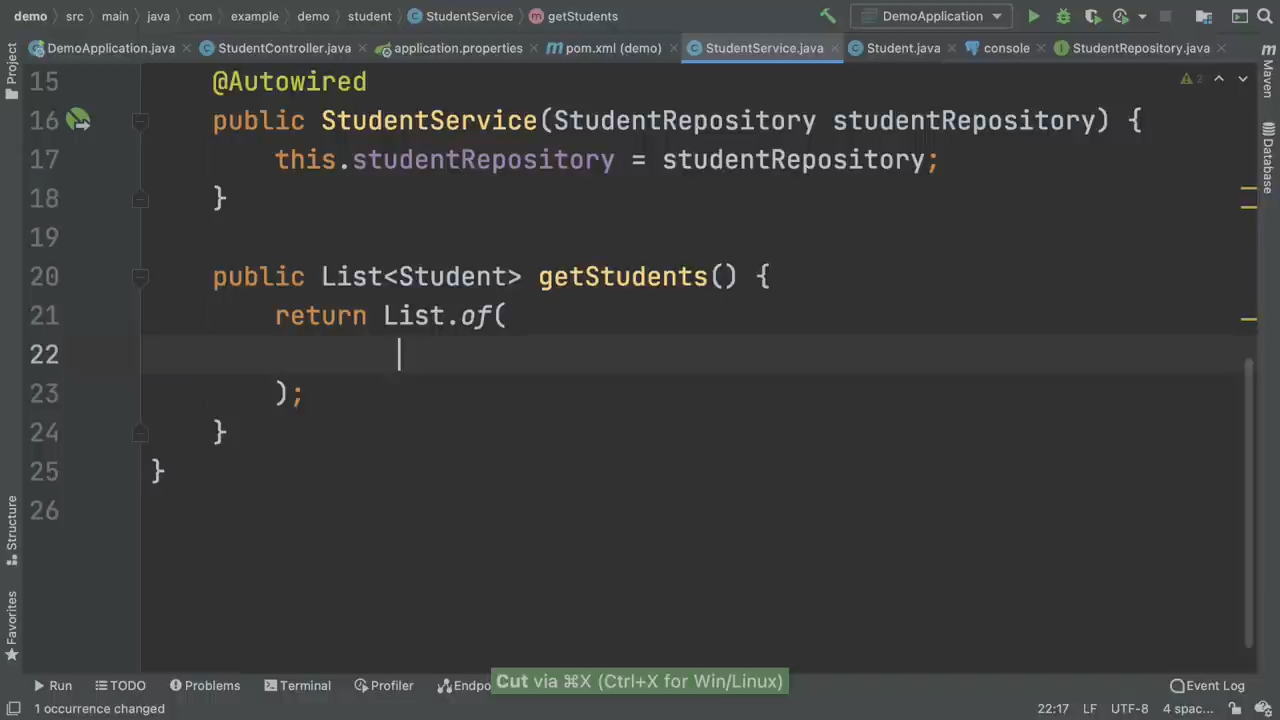 demo src main java com example demo student StudentService getStudents DemoApplication
DemoApplication.java StudentController.java application.properties pom.xml (demo) StudentService.java Student.java console StudentRepository.java
Project
Structure
Favorites
Maven
Database
2
15 @Autowired
16 public StudentService(StudentRepository studentRepository) {
17 this.studentRepository = studentRepository;
18 }
19
20 public List<Student> getStudents() {
21 return List.of(
22
23 );
24 }
25 }
26
Cut via ⌘X (Ctrl+X for Win/Linux)
Run TODO Problems Terminal Profiler Endpo Event Log
1 occurrence changed 22:17 LF UTF-8 4 spac...